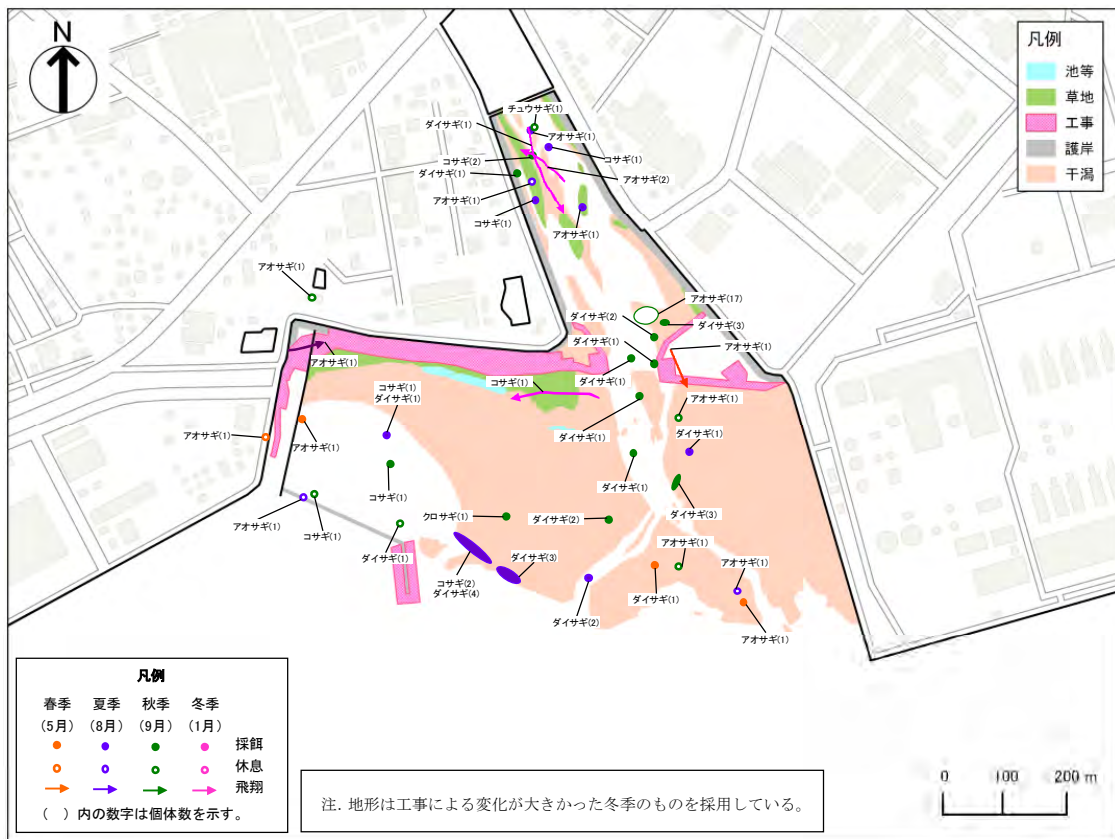 N
凡例
池等
草地
工事
護岸
干潟
チュウサギ(1)
ダイサギ(1)
アオサギ(1)
コサギ(2)
コサギ(1)
ダイサギ(1)
アオサギ(2)
アオサギ(1)
コサギ(1)
アオサギ(1)
アオサギ(1)
アオサギ(17)
ダイサギ(2)
ダイサギ(3)
ダイサギ(1)
アオサギ(1)
アオサギ(1)
コサギ(1)
ダイサギ(1)
コサギ(1)
ダイサギ(1)
アオサギ(1)
アオサギ(1)
アオサギ(1)
ダイサギ(1)
ダイサギ(1)
コサギ(1)
ダイサギ(1)
ダイサギ(3)
アオサギ(1)
コサギ(1)
クロサギ(1)
ダイサギ(2)
ダイサギ(1)
アオサギ(1)
ダイサギ(3)
アオサギ(1)
コサギ(2)
ダイサギ(4)
ダイサギ(1)
ダイサギ(2)
アオサギ(1)
凡例
春季 夏季 秋季 冬季
(5月) (8月) (9月) (1月)
採餌
休息
飛翔
( )内の数字は個体数を示す。
注. 地形は工事による変化が大きかった冬季のものを採用している。
0 100 200 m